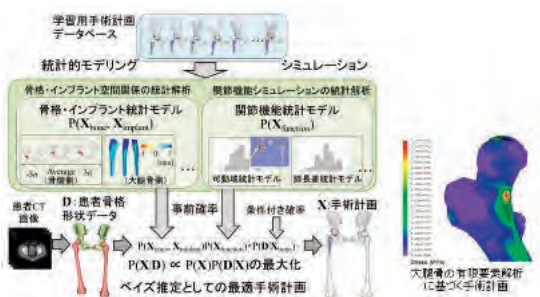 学習用手術計画
データベース
統計的モデリング
シミュレーション
骨格・インプラント空間関係の統計解析
骨格・インプラント統計モデル
P(Xbone, Ximplant)
-3σ Average 3σ
(骨盤側)
(大腿骨側)
...
関節機能シミュレーションの統計解析
関節機能統計モデル
P(Xfunction)
可動域統計モデル
脚長差統計モデル
...
患者CT
画像
D:患者骨格
形状データ
事前確率
条件付き確率
X:手術計画
P(X|D) ∝ P(X)P(D|X)の最大化
ベイズ推定としての最適手術計画
大腿骨の有限要素解析
に基づく手術計画